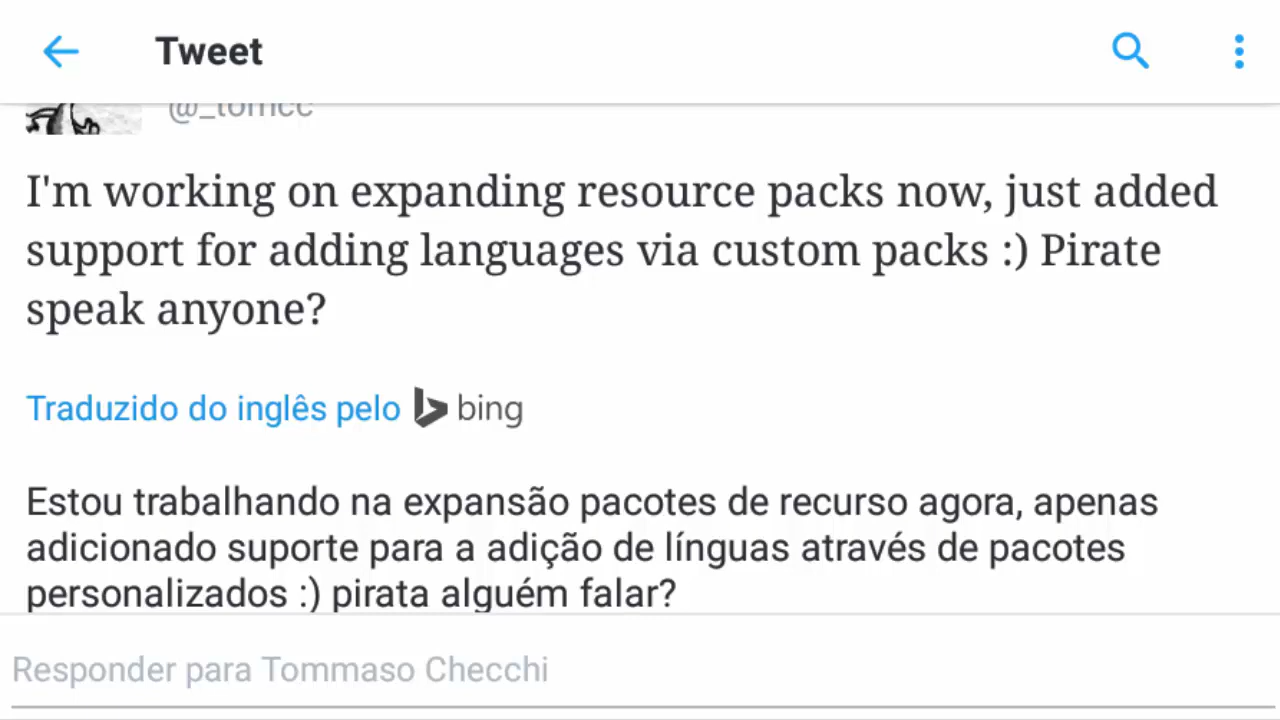 Tweet
@_tomcc
I'm working on expanding resource packs now, just added
support for adding languages via custom packs :) Pirate
speak anyone?
Traduzido do inglês pelo bing
Estou trabalhando na expansão pacotes de recurso agora, apenas
adicionado suporte para a adição de línguas através de pacotes
personalizados :) pirata alguém falar?
Responder para Tommaso Checchi